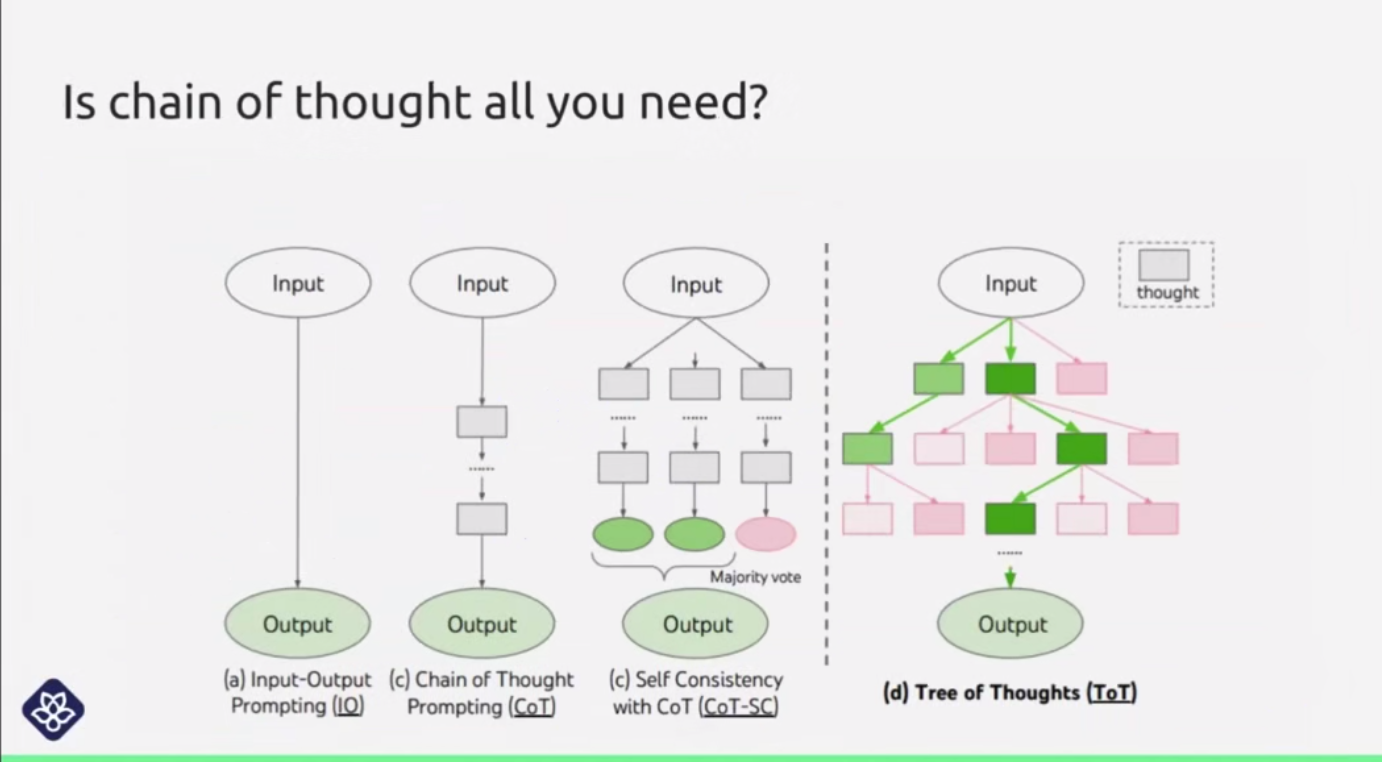 Is chain of thought all you need?
Input
Input
Input
Input
thought
......
......
......
......
......
Majority vote
Output
Output
Output
Output
(a) Input-Output
Prompting (IO)
(c) Chain of Thought
Prompting (CoT)
(c) Self Consistency
with CoT (CoT-SC)
(d) Tree of Thoughts (ToT)